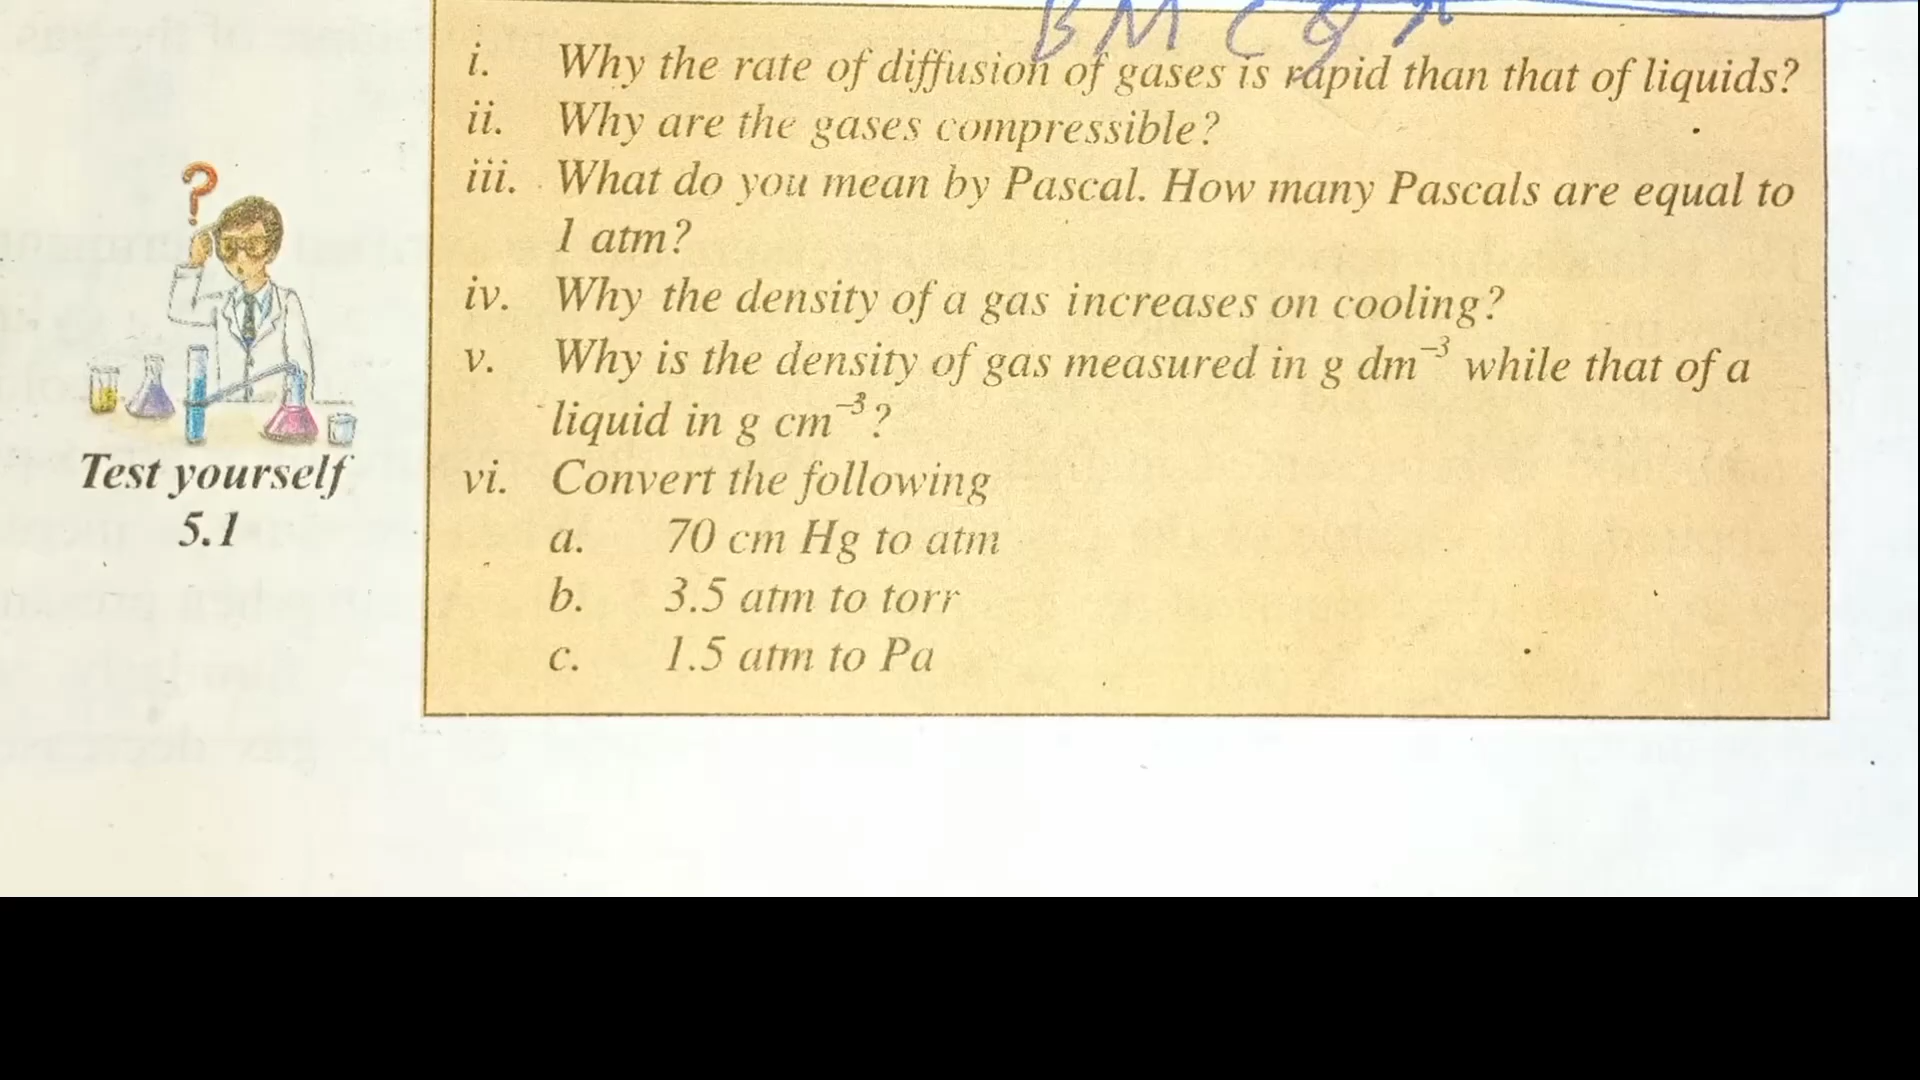 i. Why the rate of diffusion of gases is rapid than that of liquids?
ii. Why are the gases compressible?
iii. What do you mean by Pascal. How many Pascals are equal to
1 atm?
iv. Why the density of a gas increases on cooling?
v. Why is the density of gas measured in g dm⁻³ while that of a
liquid in g cm⁻³?
vi. Convert the following
a. 70 cm Hg to atm
b. 3.5 atm to torr
c. 1.5 atm to Pa
?
Test yourself
5.1